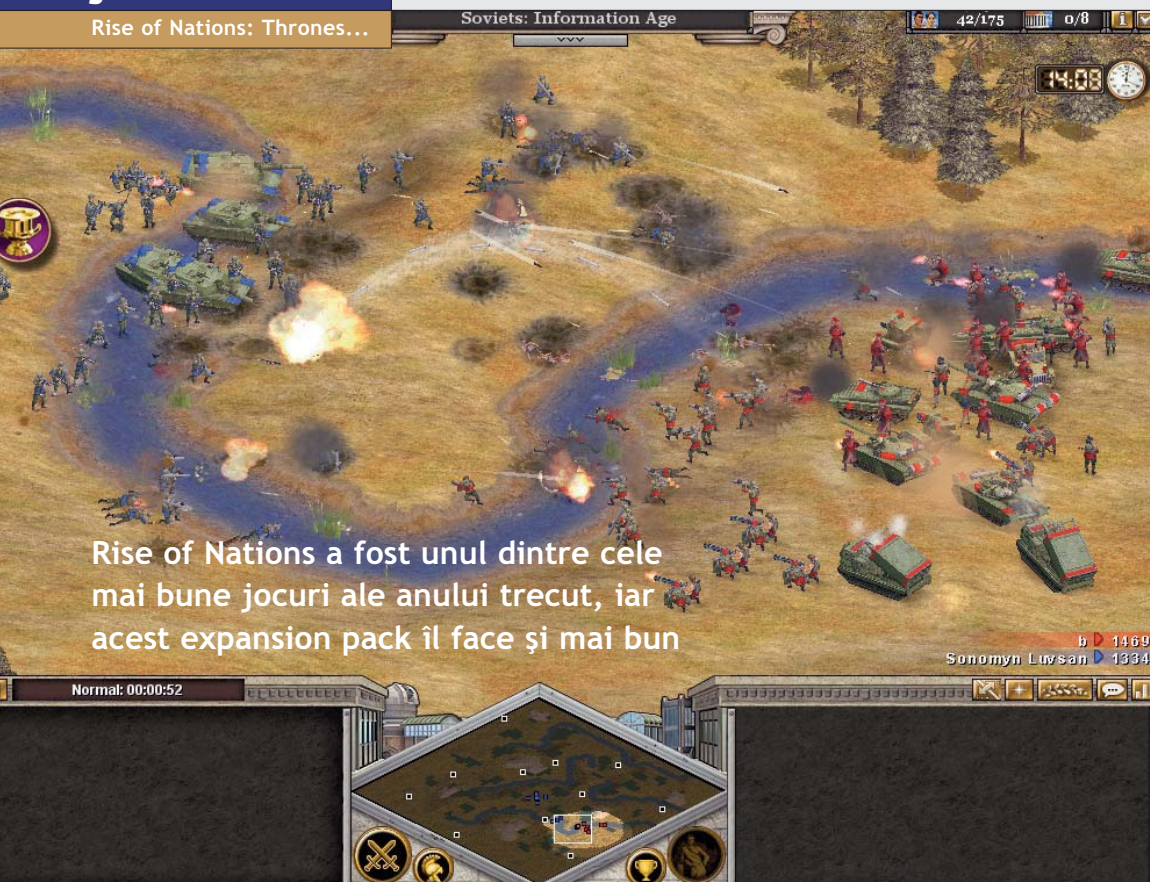 Rise of Nations: Thrones...
Soviets: Information Age
42/175
0/8
14:08
Rise of Nations a fost unul dintre cele
mai bune jocuri ale anului trecut, iar
acest expansion pack îl face şi mai bun
b 1469
Sonomyn Luvsan 1334
Normal: 00:00:52